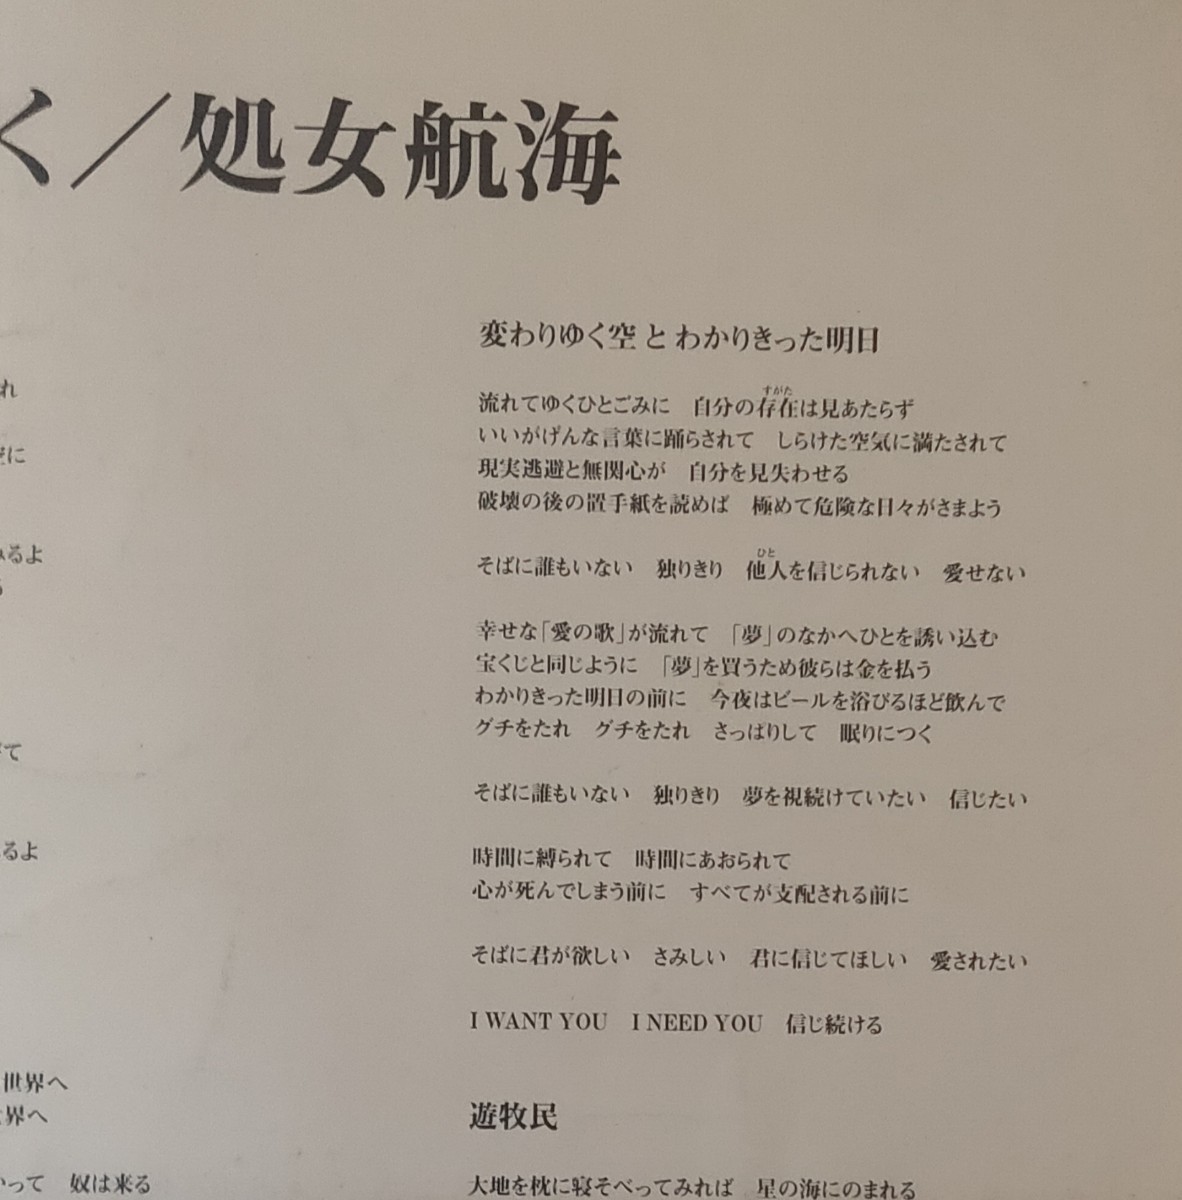 く／処女航海
れ
に
るよ
て
るよ
世界へ
界へ
って　奴は来る
変わりゆく空 と わかりきった明日
流れてゆくひとごみに　自分の存在は見あたらず
すがた
いいかげんな言葉に踊らされて　しらけた空気に満たされて
現実逃避と無関心が　自分を見失わせる
破壊の後の置手紙を読めば　極めて危険な日々がさまよう
そばに誰もいない　独りきり　他人を信じられない　愛せない
ひと
幸せな「愛の歌」が流れて　「夢」のなかへひとを誘い込む
宝くじと同じように　「夢」を買うため彼らは金を払う
わかりきった明日の前に　今夜はビールを浴びるほど飲んで
グチをたれ　グチをたれ　さっぱりして　眠りにつく
そばに誰もいない　独りきり　夢を視続けていたい　信じたい
時間に縛られて　時間にあおられて
心が死んでしまう前に　すべてが支配される前に
そばに君が欲しい　さみしい　君に信じてほしい　愛されたい
I WANT YOU　I NEED YOU　信じ続ける
遊牧民
大地を枕に寝そべってみれば　星の海にのまれる